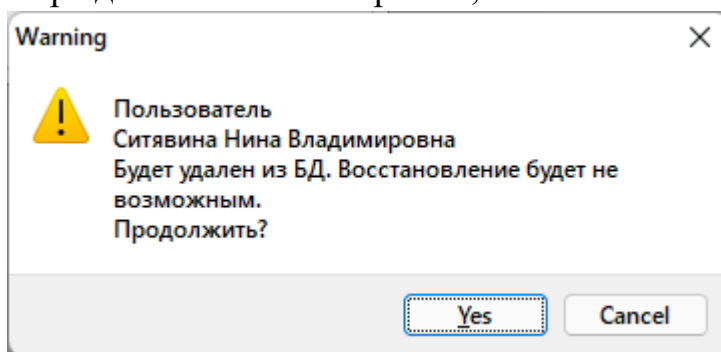 Warning
Пользователь
Ситявина Нина Владимировна
Будет удален из БД. Восстановление будет не
возможным.
Продолжить?
Yes
Cancel